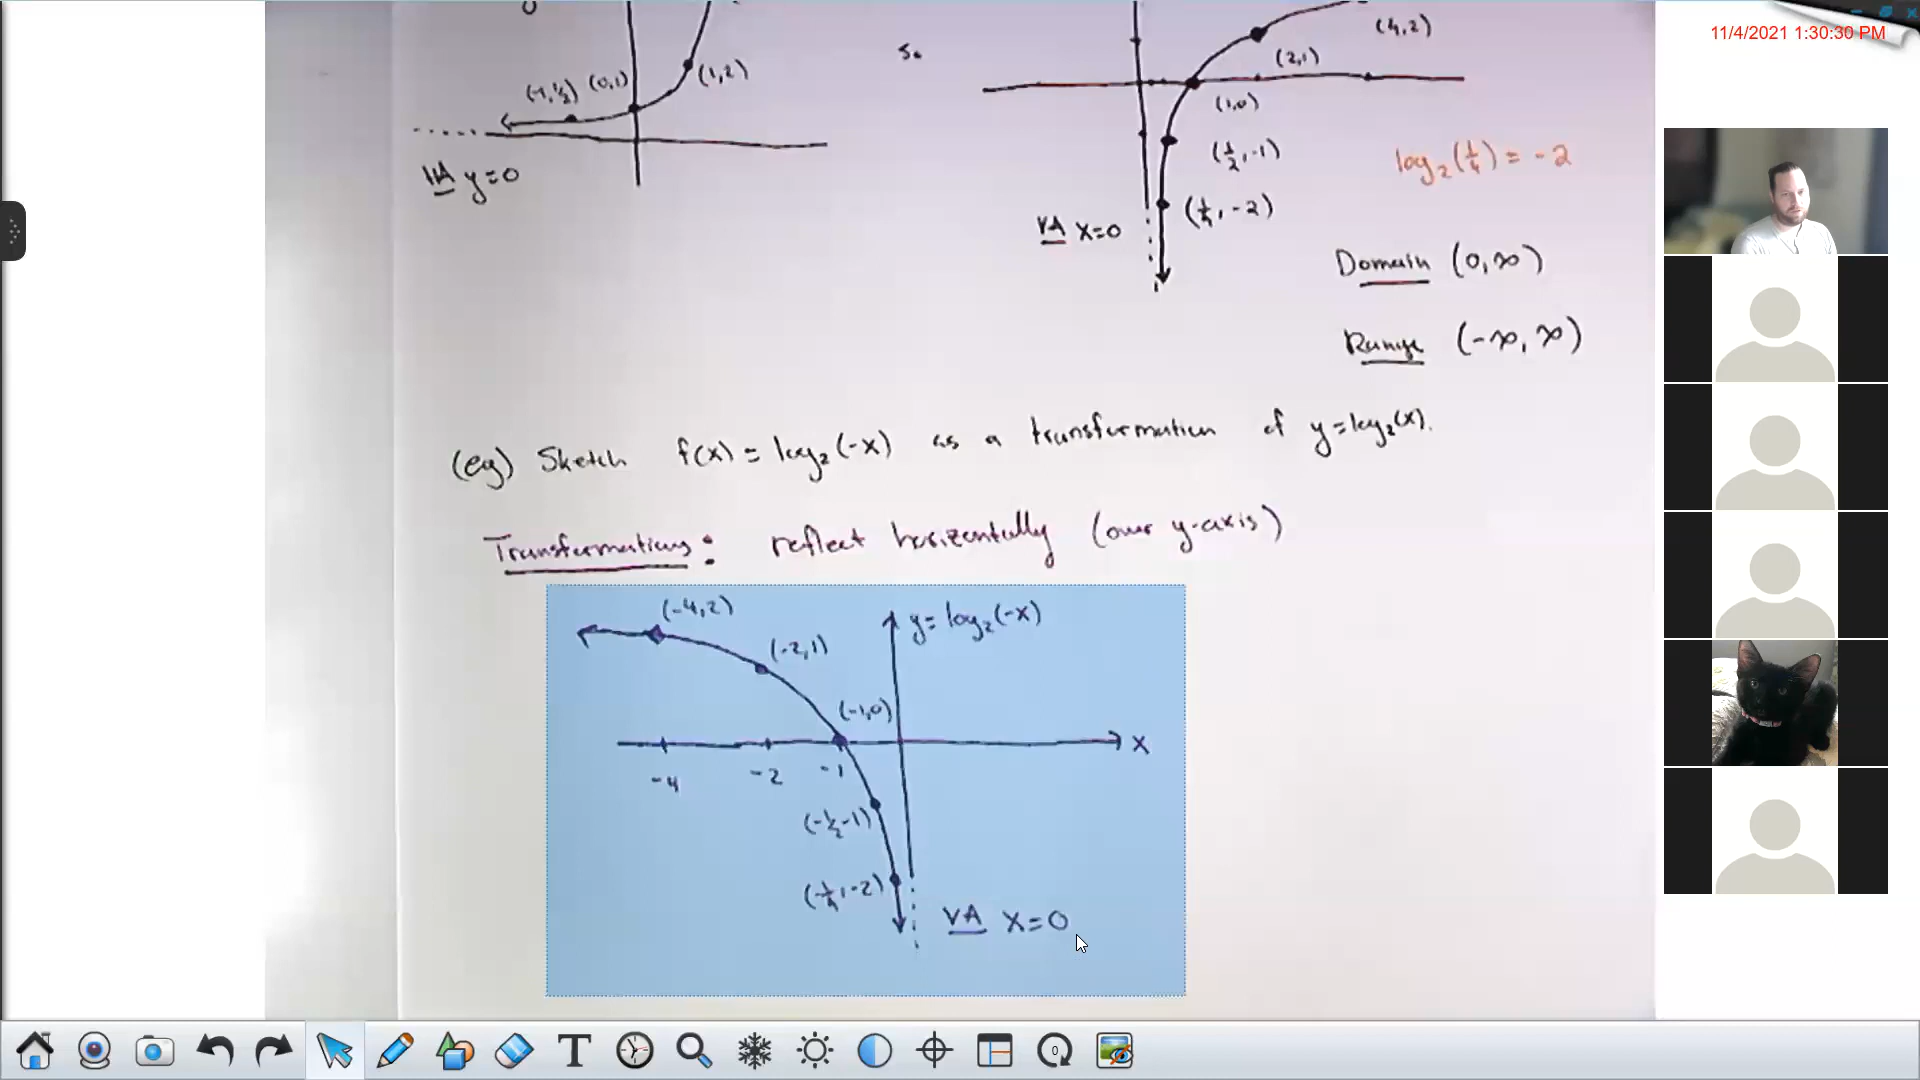 11/4/2021 1:30:30 PM
0
(-1,½) (0,1) (1,2)
HA y=0
So
(4,2)
(2,1)
(1,0)
(½,-1)
(¼,-2)
VA x=0
log₂(¼) = -2
Domain (0,∞)
Range (-∞,∞)
(eg) Sketch f(x) = log₂(-x) as a transformation of y=log₂(x).
Transformations: reflect horizontally (over y-axis)
(-4,2)
y=log₂(-x)
(-2,1)
(-1,0)
x
-4 -2 -1
(-½,-1)
(-¼,-2)
VA x=0
T
0